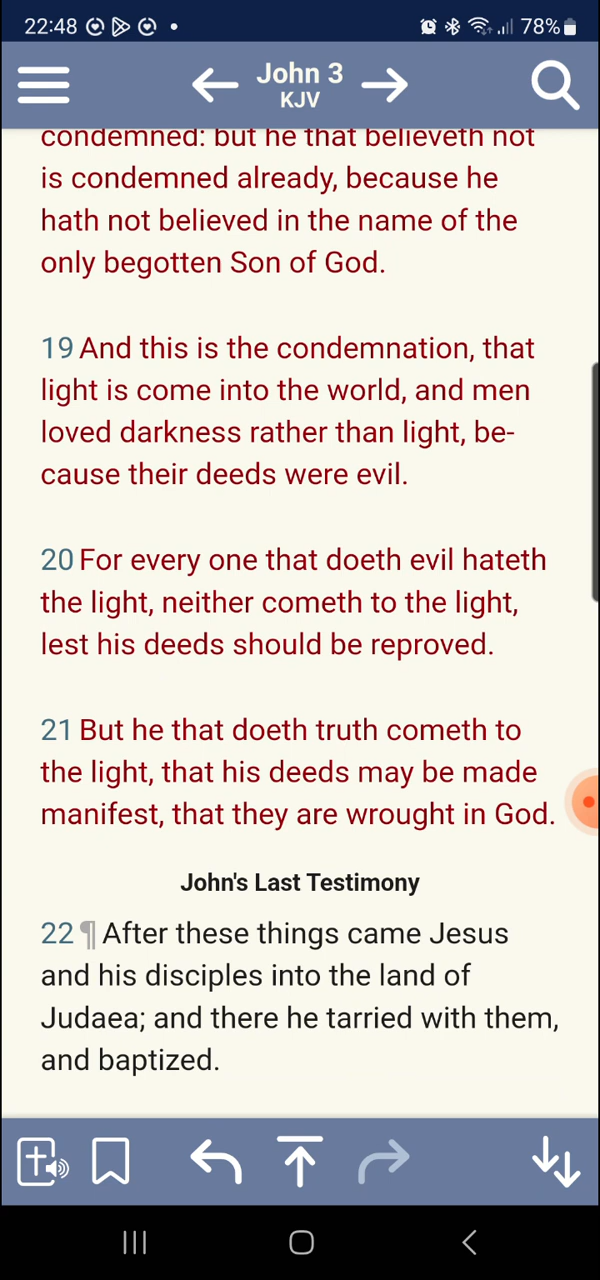 22:48
78%
John 3
KJV
condemned: but he that believeth not
is condemned already, because he
hath not believed in the name of the
only begotten Son of God.
19 And this is the condemnation, that
light is come into the world, and men
loved darkness rather than light, be-
cause their deeds were evil.
20 For every one that doeth evil hateth
the light, neither cometh to the light,
lest his deeds should be reproved.
21 But he that doeth truth cometh to
the light, that his deeds may be made
manifest, that they are wrought in God.
John's Last Testimony
22 ¶ After these things came Jesus
and his disciples into the land of
Judaea; and there he tarried with them,
and baptized.